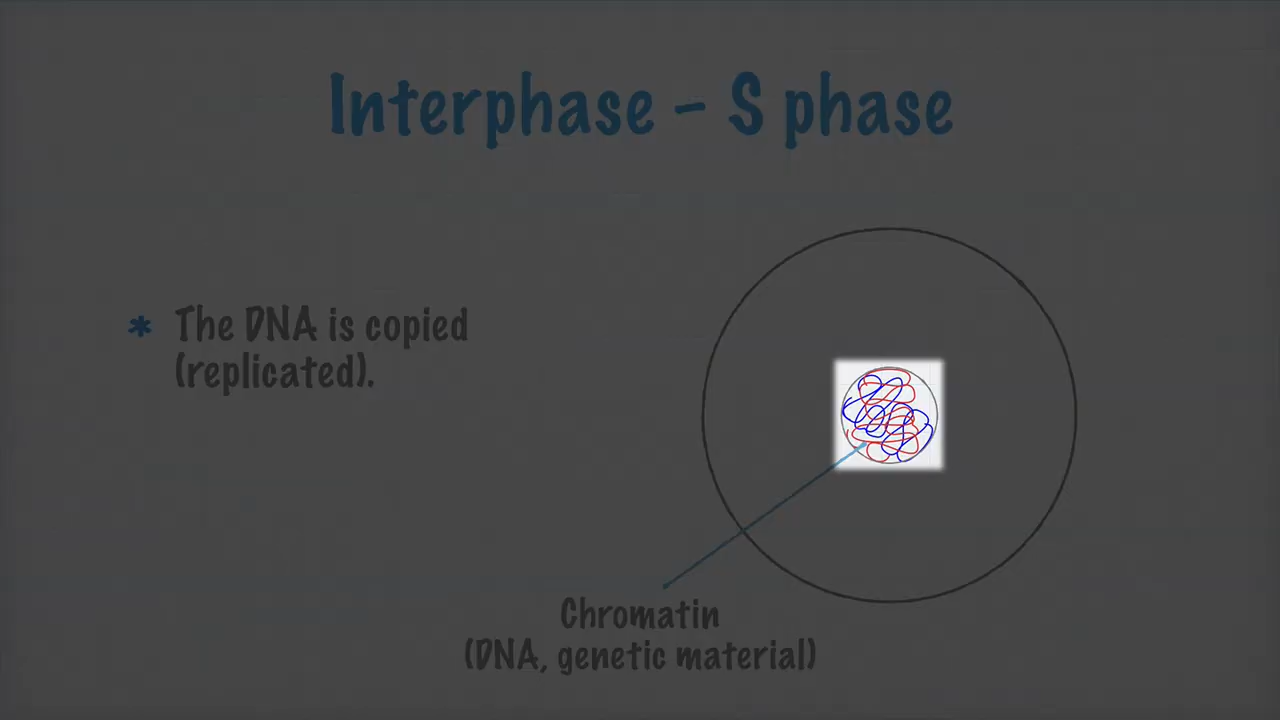 Interphase – S phase
* The DNA is copied
(replicated).
Chromatin
(DNA, genetic material)